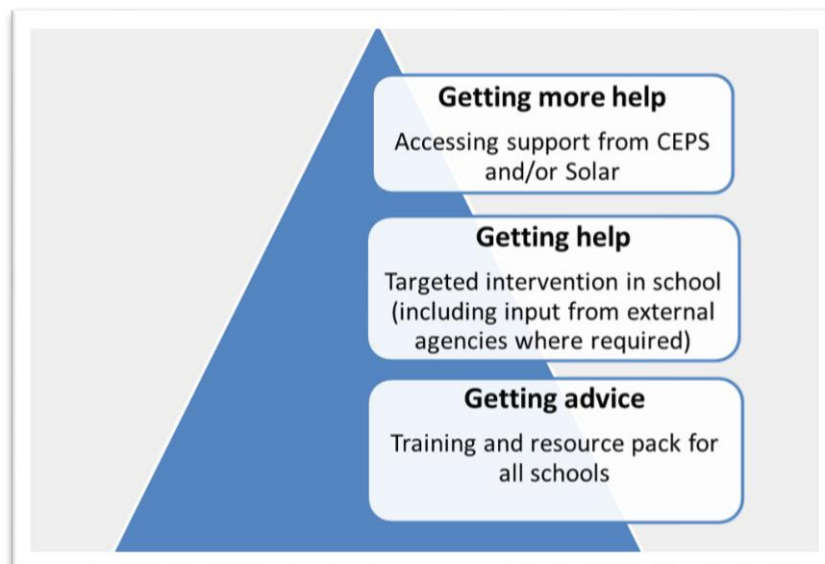 Getting more help
Accessing support from CEPS
and/or Solar
Getting help
Targeted intervention in school
(including input from external
agencies where required)
Getting advice
Training and resource pack for
all schools